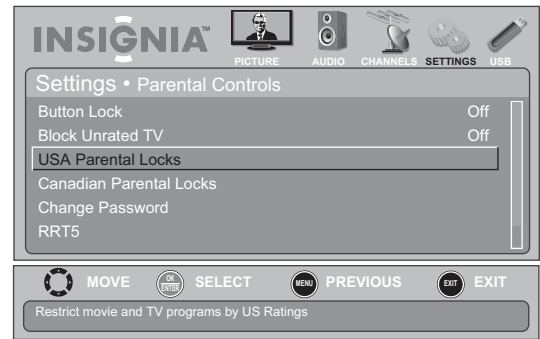 INSIGNIA™
PICTURE AUDIO CHANNELS SETTINGS USB
Settings • Parental Controls
Button Lock Off
Block Unrated TV Off
USA Parental Locks
Canadian Parental Locks
Change Password
RRT5
MOVE OK ENTER SELECT MENU PREVIOUS EXIT EXIT
Restrict movie and TV programs by US Ratings